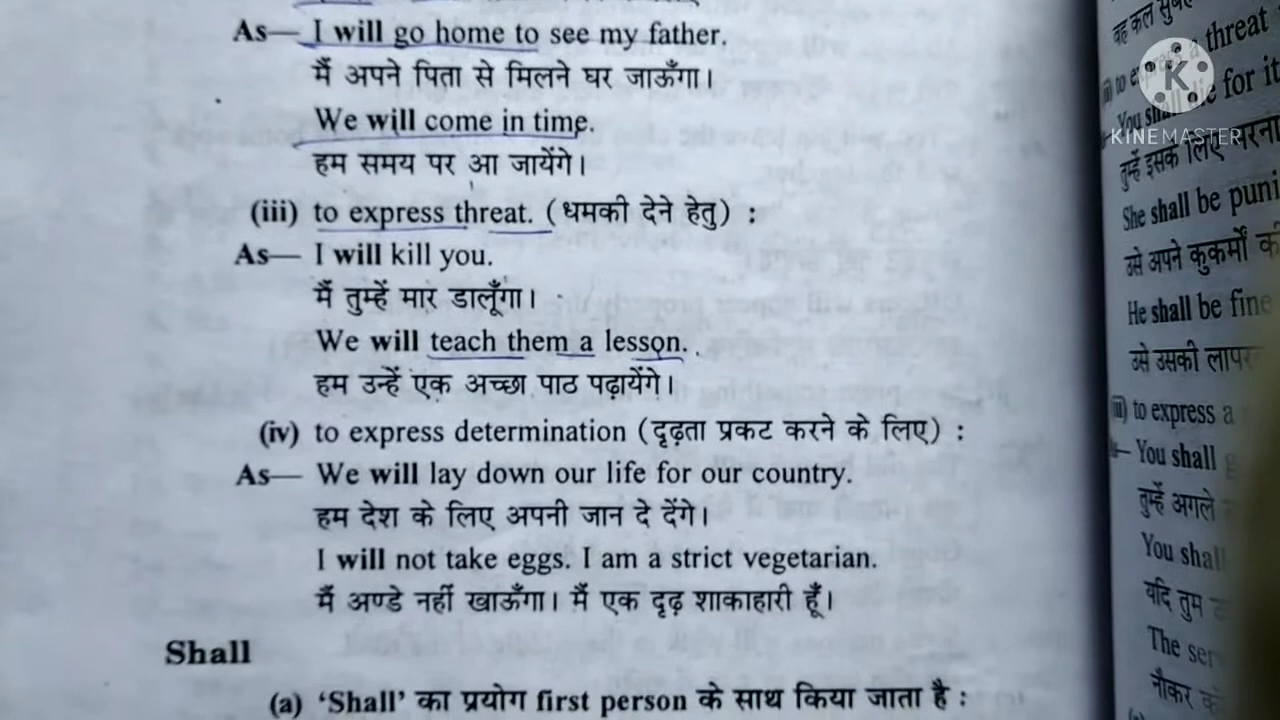 As— I will go home to see my father.
मैं अपने पिता से मिलने घर जाऊँगा।
We will come in time.
हम समय पर आ जायेंगे।
(iii) to express threat. (धमकी देने हेतु) :
As— I will kill you.
मैं तुम्हें मार डालूँगा।
We will teach them a lesson.
हम उन्हें एक अच्छा पाठ पढ़ायेंगे।
(iv) to express determination (दृढ़ता प्रकट करने के लिए) :
As— We will lay down our life for our country.
हम देश के लिए अपनी जान दे देंगे।
I will not take eggs. I am a strict vegetarian.
मैं अण्डे नहीं खाऊँगा। मैं एक दृढ़ शाकाहारी हूँ।
Shall
(a) ‘Shall’ का प्रयोग first person के साथ किया जाता है :
वह कल
threat
You for it
तुम्हें इसके लिए
She shall be
उसे अपने कुकर्मों
He shall be
उसे उसकी
to express a
You shall
तुम्हें अगले
You
यदि तुम
The
नौकर
KINEMASTER